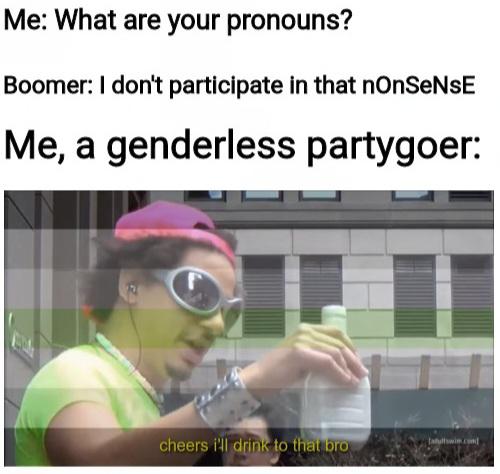 Me: What are your pronouns?
Boomer: I don't participate in that nOnSeNsE
Me, a genderless partygoer:
cheers i'll drink to that bro
[adultswim.com]